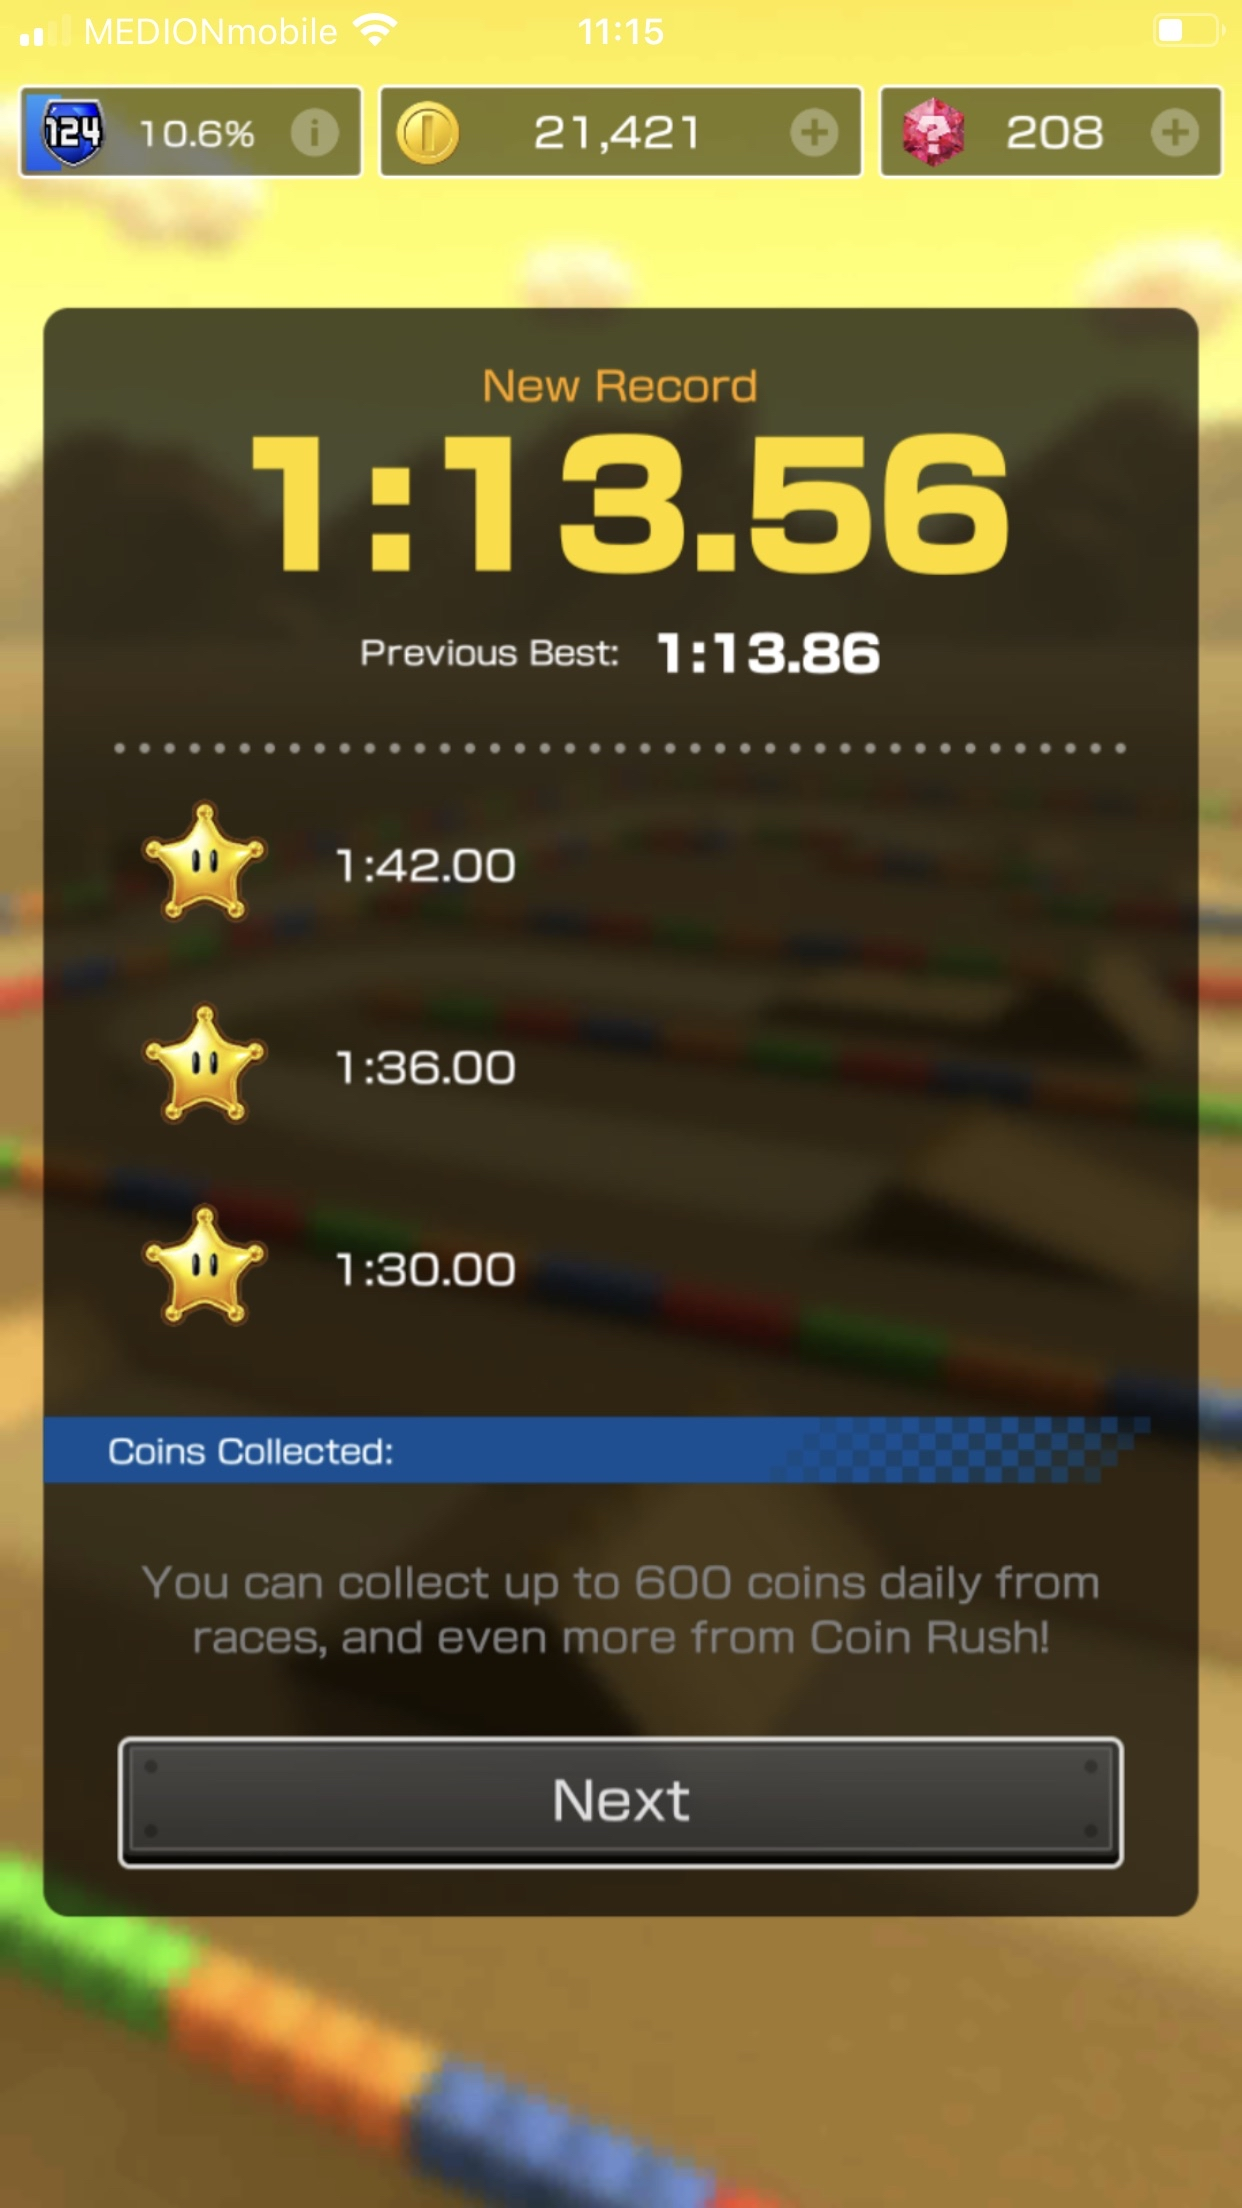 MEDIONmobile 11:15
124 10.6% i 21,421 + ? 208 +
New Record
1:13.56
Previous Best: 1:13.86
1:42.00
1:36.00
1:30.00
Coins Collected:
You can collect up to 600 coins daily from
races, and even more from Coin Rush!
Next